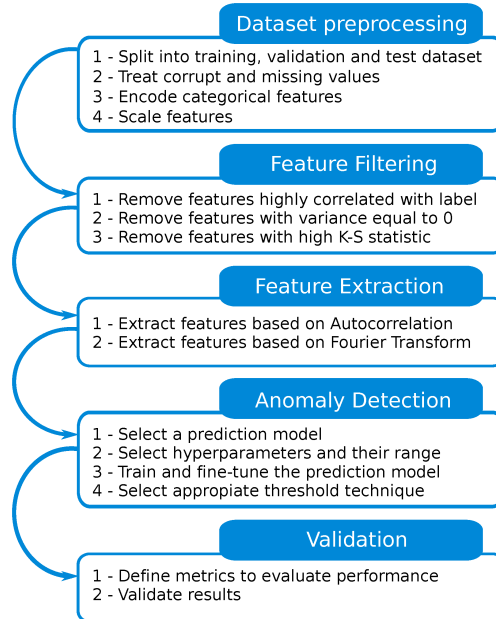 Dataset preprocessing
1 - Split into training, validation and test dataset
2 - Treat corrupt and missing values
3 - Encode categorical features
4 - Scale features
Feature Filtering
1 - Remove features highly correlated with label
2 - Remove features with variance equal to 0
3 - Remove features with high K-S statistic
Feature Extraction
1 - Extract features based on Autocorrelation
2 - Extract features based on Fourier Transform
Anomaly Detection
1 - Select a prediction model
2 - Select hyperparameters and their range
3 - Train and fine-tune the prediction model
4 - Select appropiate threshold technique
Validation
1 - Define metrics to evaluate performance
2 - Validate results